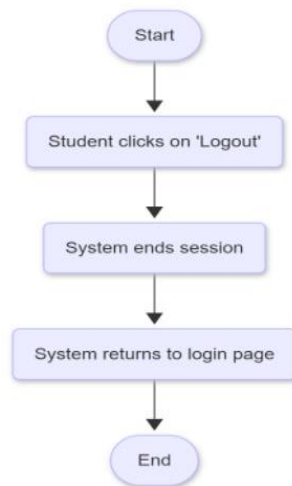 Start
Student clicks on 'Logout'
System ends session
System returns to login page
End